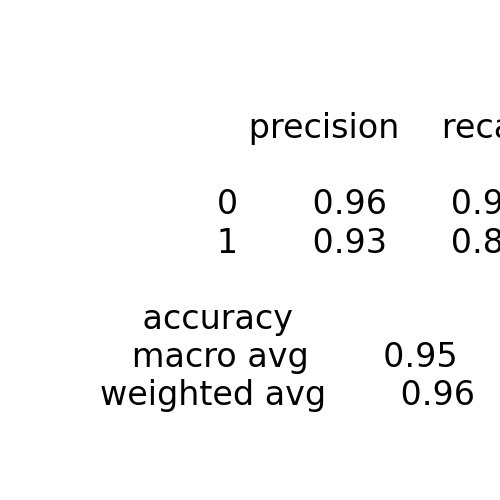 precision
0 0.96
1 0.93
accuracy
macro avg 0.95
weighted avg 0.96